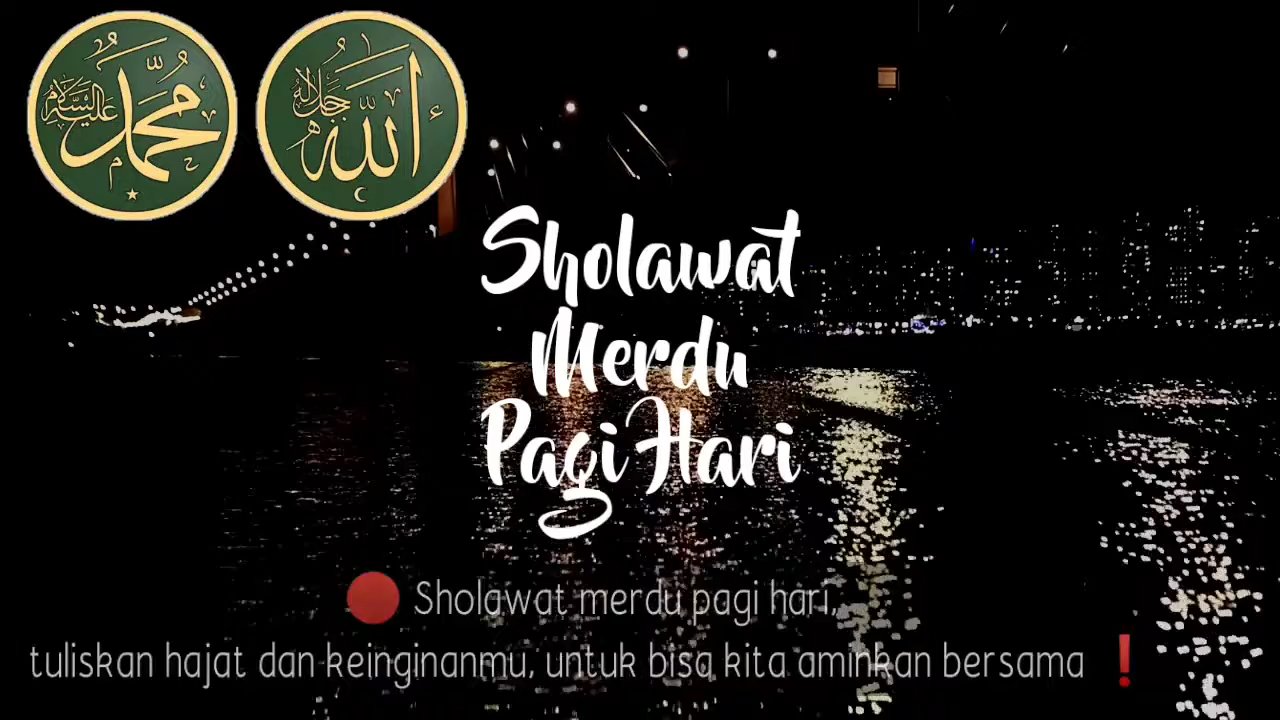 محمد عليه السلام
الله جل جلاله
Sholawat
Merdu
Pagi Hari
Sholawat merdu pagi hari,
tuliskan hajat dan keinginanmu, untuk bisa kita aminkan bersama ❗